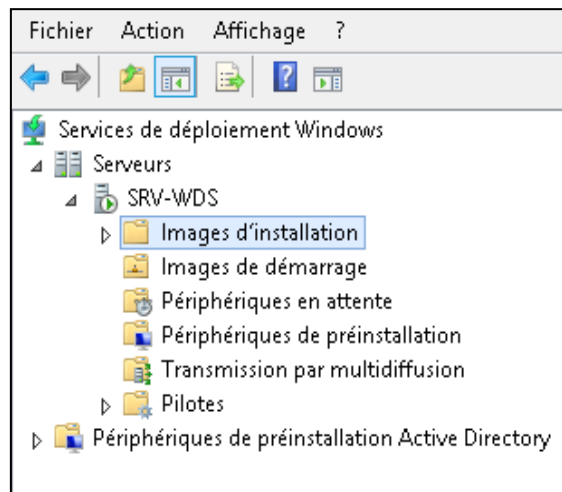 Fichier Action Affichage ?
Services de déploiement Windows
Serveurs
SRV-WDS
Images d'installation
Images de démarrage
Périphériques en attente
Périphériques de préinstallation
Transmission par multidiffusion
Pilotes
Périphériques de préinstallation Active Directory